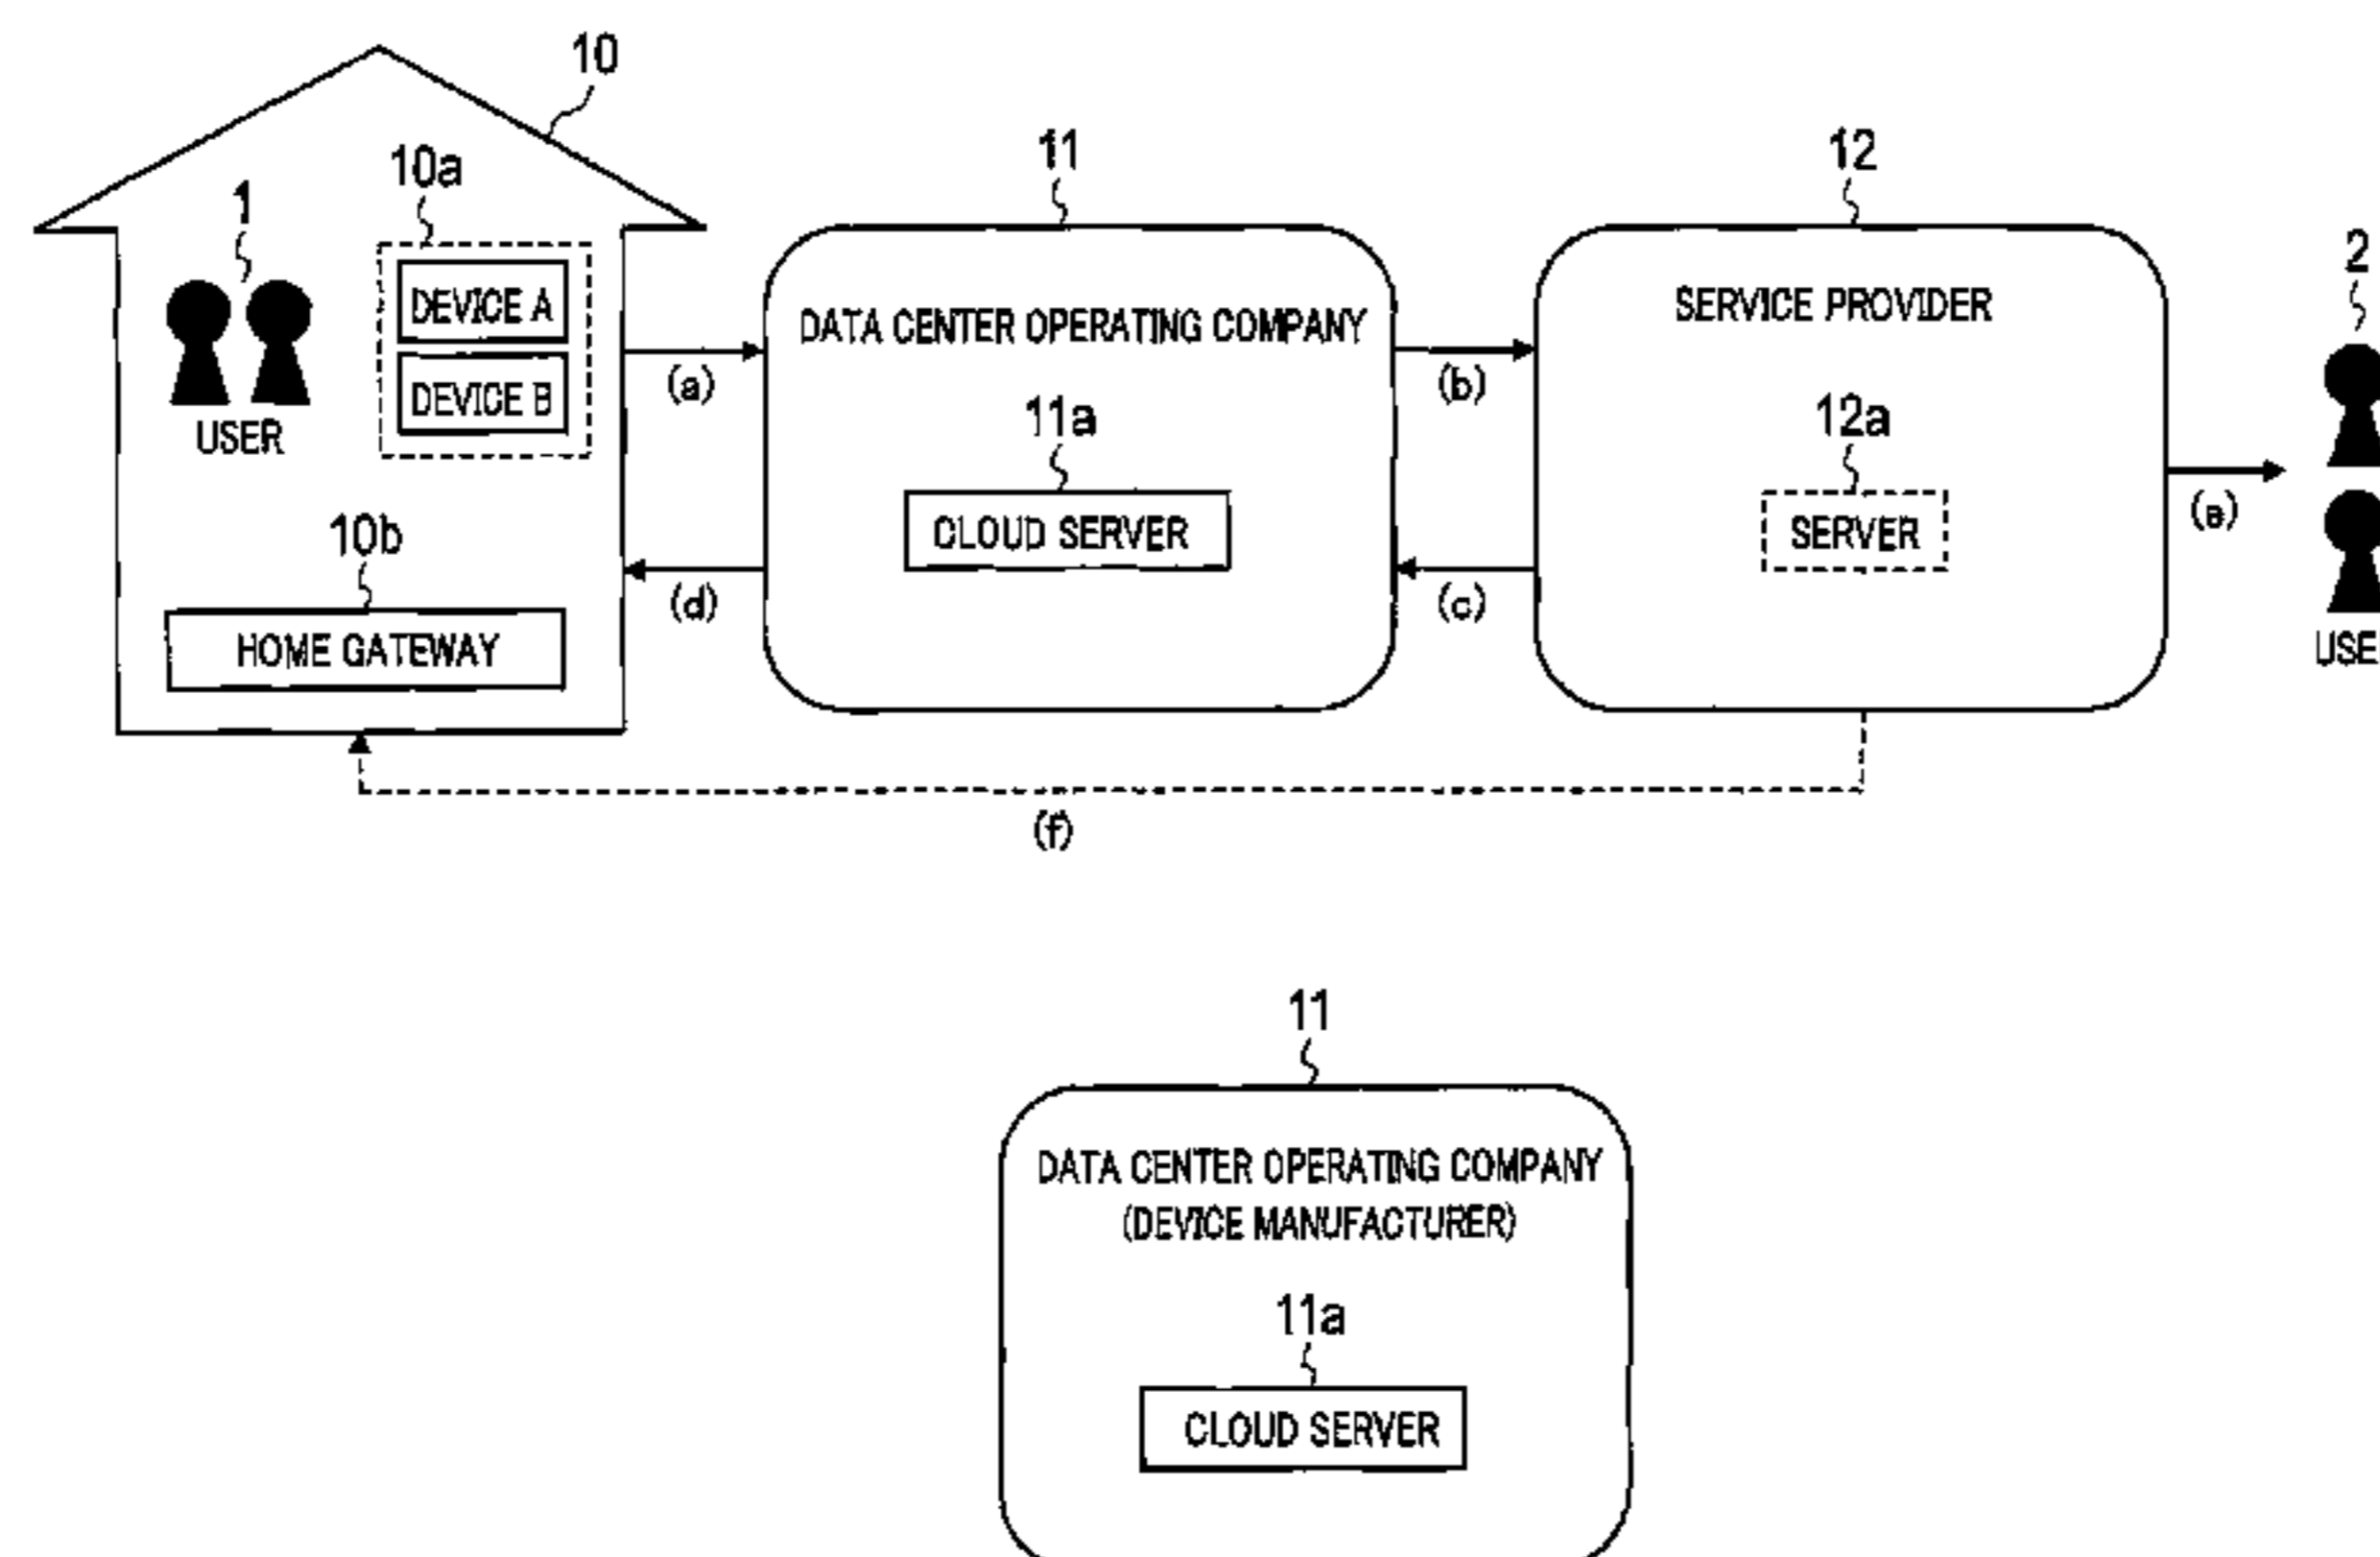 10
11
12
10a
1
2
DEVICE A
SERVICE PROVIDER
DATA CENTER OPERATING COMPANY
(a)
(b)
DEVICE B
11a
12a
USER
(e)
10b
CLOUD SERVER
SERVER
(d)
(c)
HOME GATEWAY
USE
(f)
11
DATA CENTER OPERATING COMPANY
(DEVICE MANUFACTURER)
11a
CLOUD SERVER